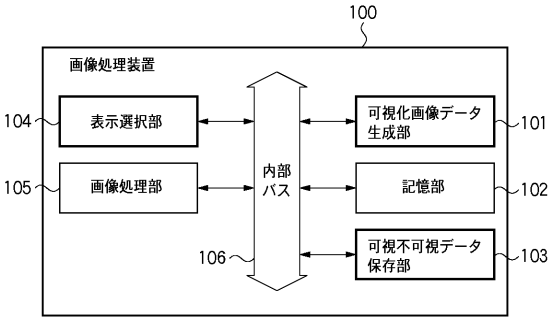 100
画像処理装置
104
表示選択部
可視化画像データ
生成部
101
105
画像処理部
内部
バス
記憶部
102
106
可視不可視データ
保存部
103